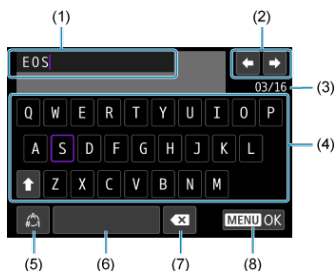 (1) (2)
EOS
03/16 (3)
Q W E R T Y U I O P
A S D F G H J K L (4)
Z X C V B N M
MENU OK
(5) (6) (7) (8)